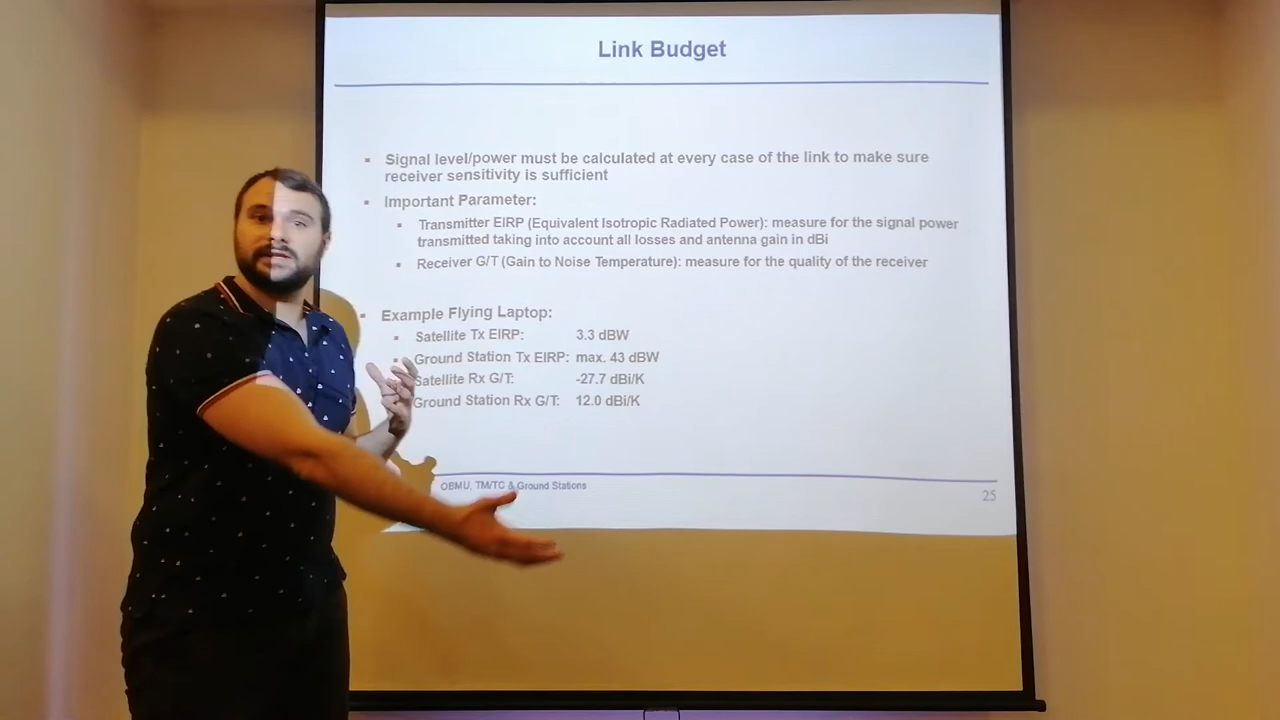 Link Budget
Signal level/power must be calculated at every case of the link to make sure
receiver sensitivity is sufficient
Important Parameter:
Transmitter EIRP (Equivalent Isotropic Radiated Power): measure for the signal power
transmitted taking into account all losses and antenna gain in dBi
Receiver G/T (Gain to Noise Temperature): measure for the quality of the receiver
Example Flying Laptop:
Satellite Tx EIRP: 3.3 dBW
Ground Station Tx EIRP: max. 43 dBW
Satellite Rx G/T: -27.7 dBi/K
Ground Station Rx G/T: 12.0 dBi/K
OBMU, TM/TC & Ground Stations
25